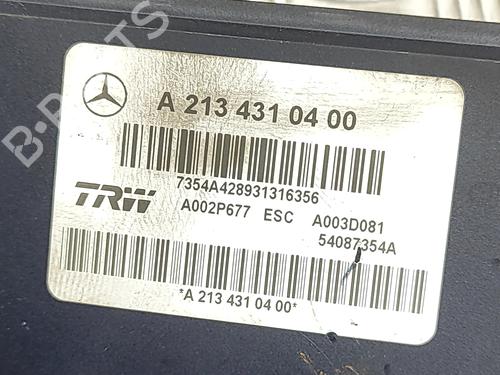 B-PARTS
A 213 431 04 00
7354A428931316356
TRW
A002P677 ESC A003D081
54087354A
*A 213 431 04 00*